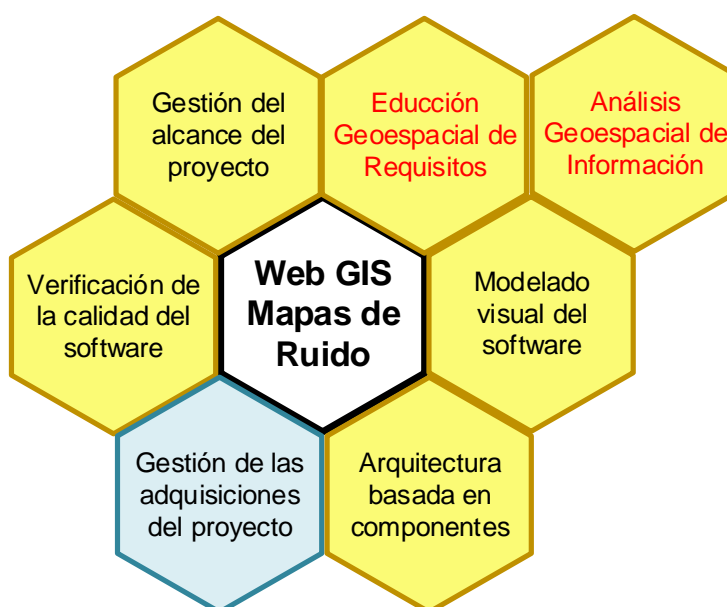 Gestión del
alcance del
proyecto
Educción
Geoespacial de
Requisitos
Análisis
Geoespacial de
Información
Verificación de
la calidad del
software
Web GIS
Mapas de
Ruido
Modelado
visual del
software
Gestión de las
adquisiciones
del proyecto
Arquitectura
basada en
componentes